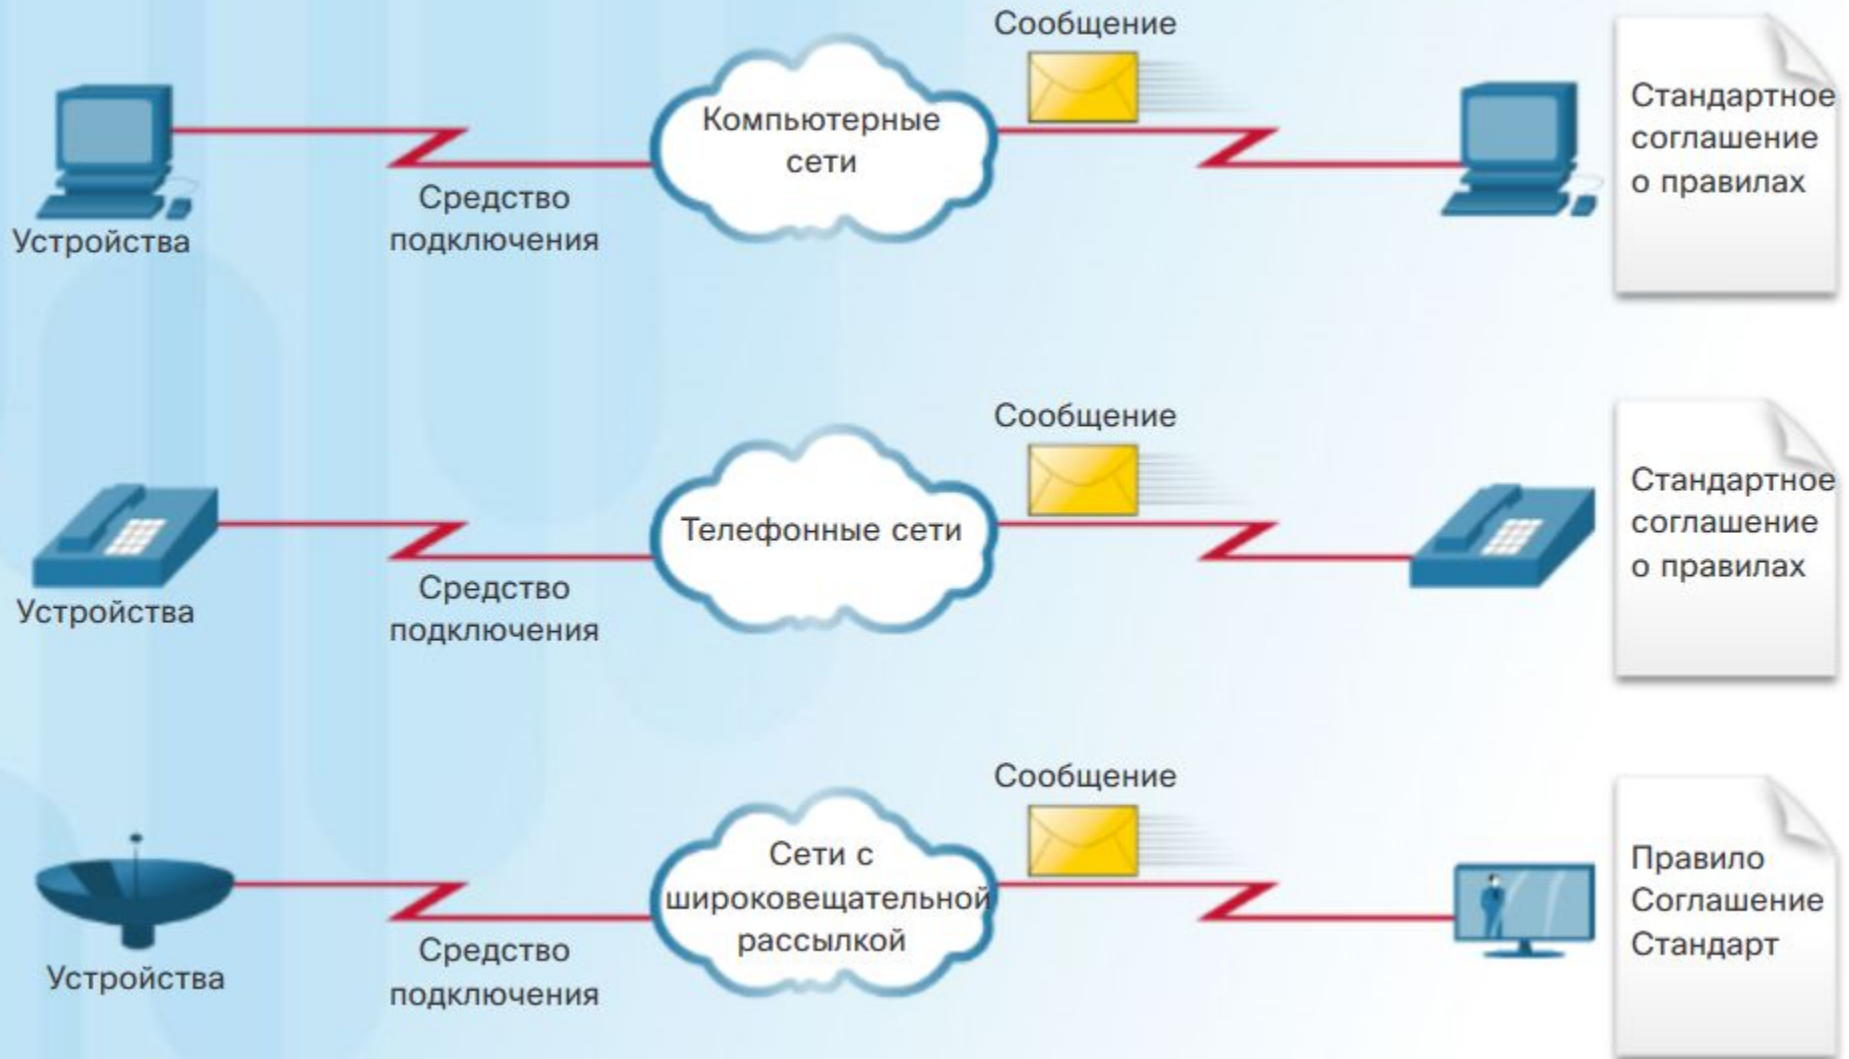 Сообщение
Компьютерные
сети
Стандартное
соглашение
о правилах
Средство
подключения
Устройства
Сообщение
Телефонные сети
Стандартное
соглашение
о правилах
Средство
подключения
Устройства
Сообщение
Сети с
широковещательной
рассылкой
Правило
Соглашение
Стандарт
Средство
подключения
Устройства